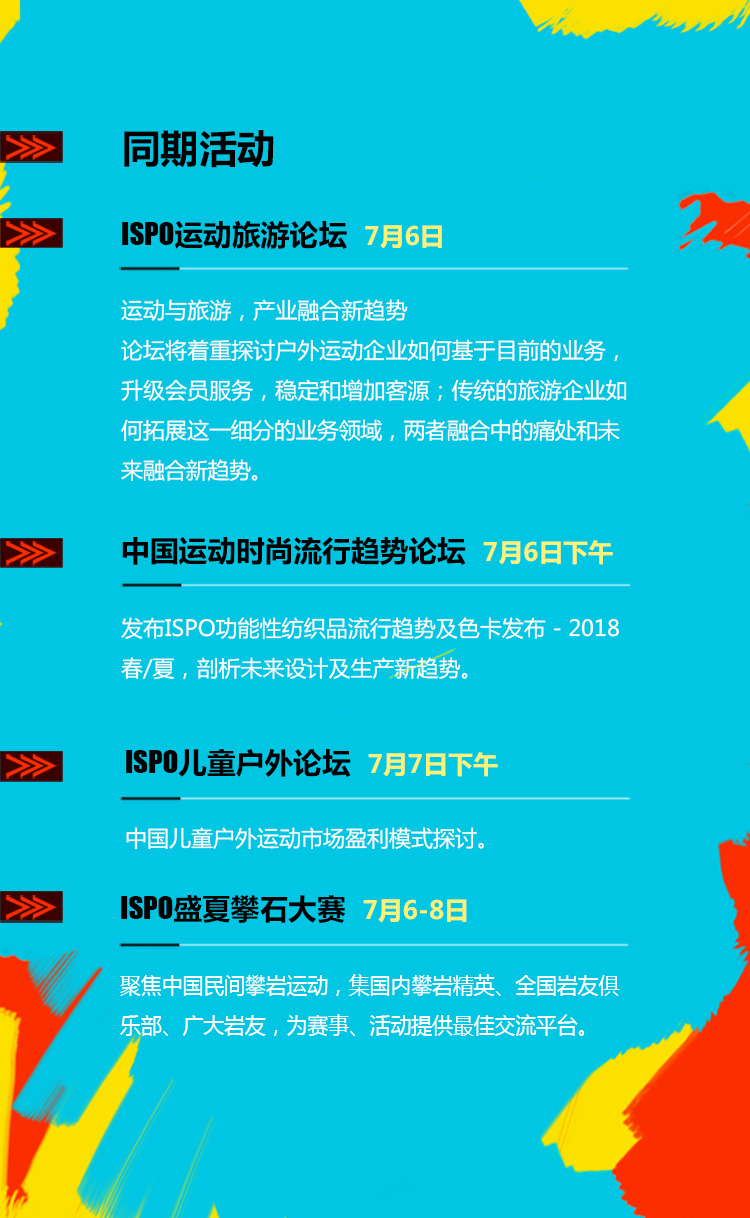 同期活动
ISPO运动旅游论坛 7月6日
运动与旅游，产业融合新趋势
论坛将着重探讨户外运动企业如何基于目前的业务，
升级会员服务，稳定和增加客源；传统的旅游企业如
何拓展这一细分的业务领域，两者融合中的痛处和未
来融合新趋势。
中国运动时尚流行趋势论坛 7月6日下午
发布ISPO功能性纺织品流行趋势及色卡发布 - 2018
春/夏，剖析未来设计及生产新趋势。
ISPO儿童户外论坛 7月7日下午
中国儿童户外运动市场盈利模式探讨。
ISPO盛夏攀石大赛 7月6-8日
聚焦中国民间攀岩运动，集国内攀岩精英、全国岩友俱
乐部、广大岩友，为赛事、活动提供最佳交流平台。